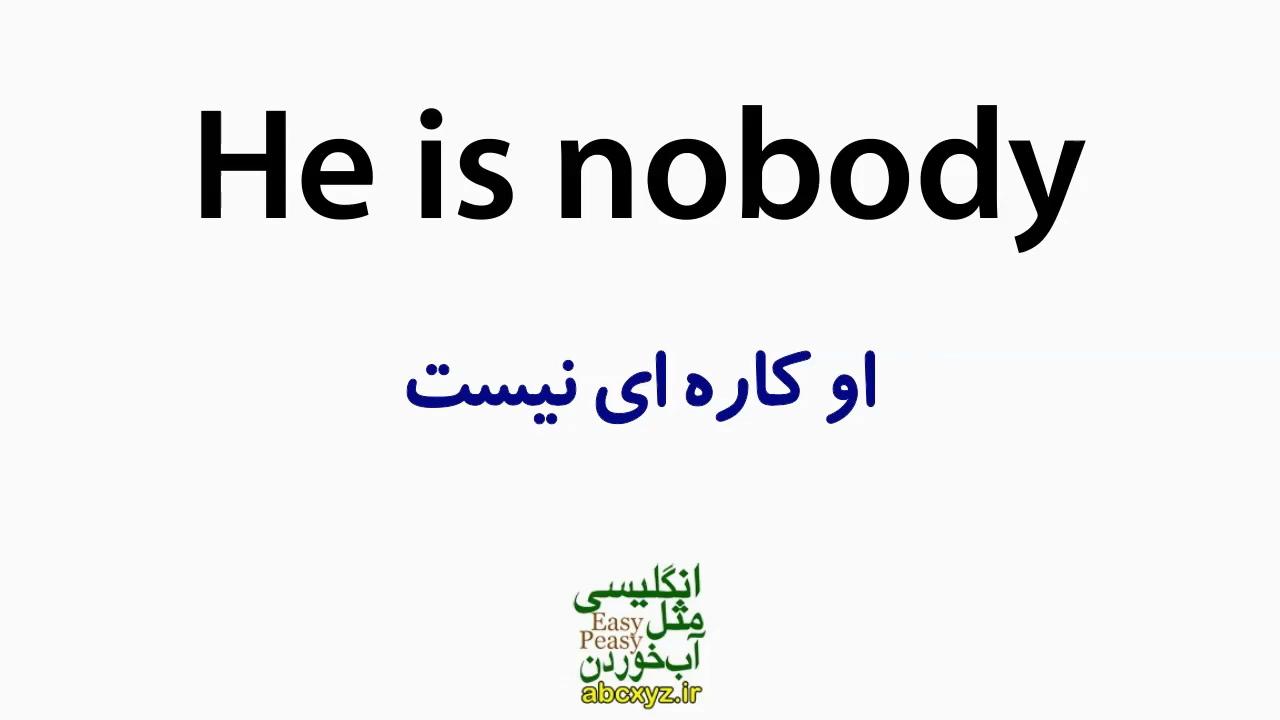 He is nobody
او کاره ای نیست
انگلیسی
مثل
Easy
Peasy
آب‌خوردن
abcxyz.ir